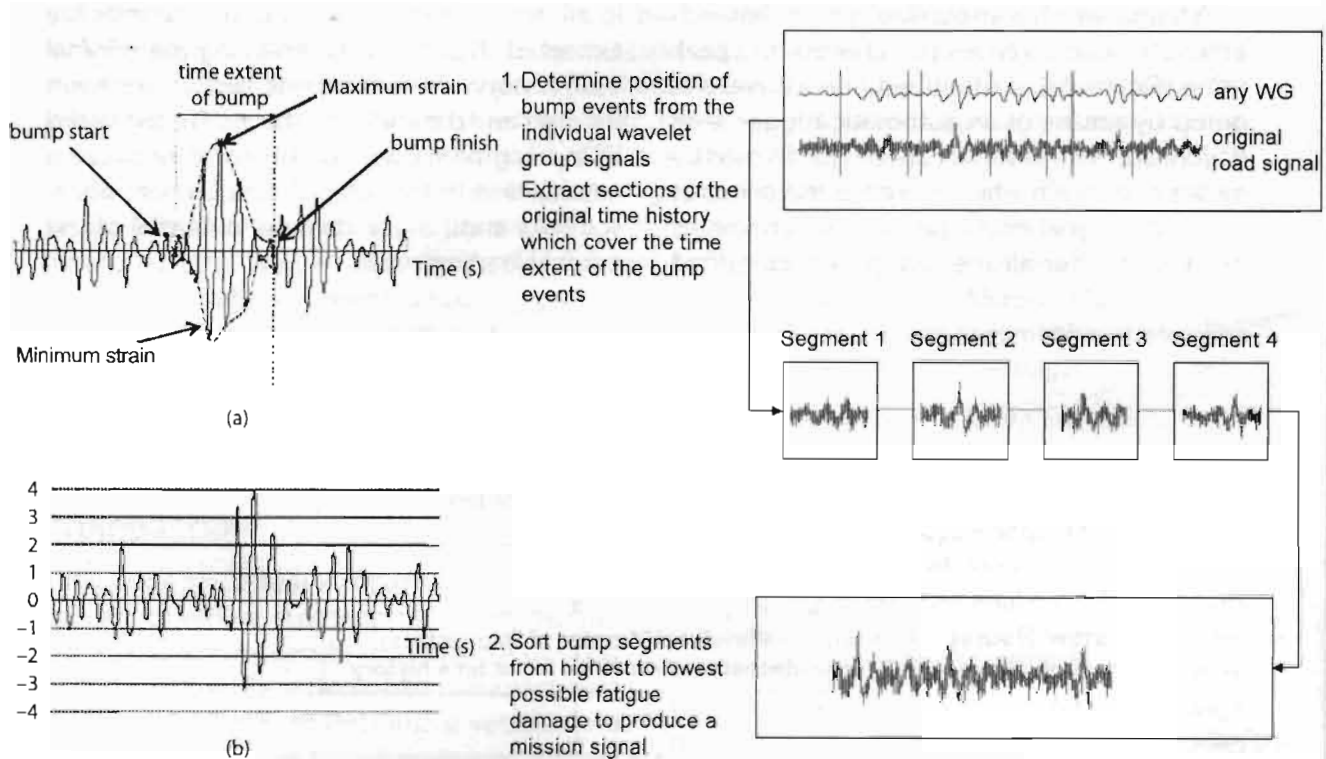 time extent
of bump
Maximum strain
bump start
bump finish
Time (s)
Minimum strain
(a)
4
3
2
1
0
-1
-2
-3
-4
Time (s)
(b)
1. Determine position of
bump events from the
individual wavelet
group signals
Extract sections of the
original time history
which cover the time
extent of the bump
events
any WG
original
road signal
Segment 1
Segment 2
Segment 3
Segment 4
2. Sort bump segments
from highest to lowest
possible fatigue
damage to produce a
mission signal